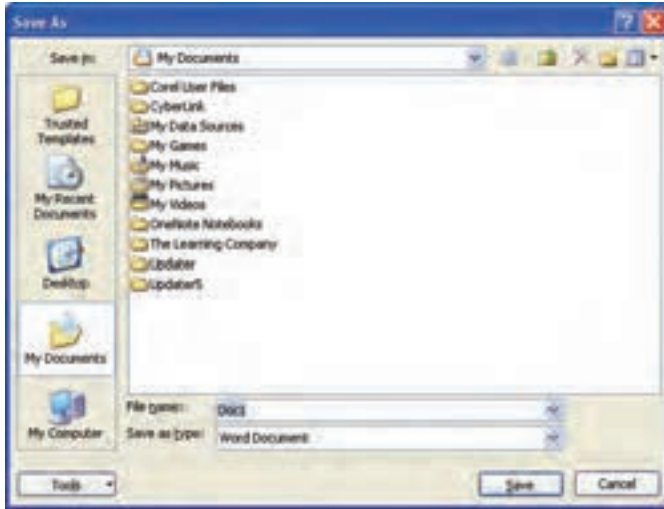 Save As
Save in: My Documents
Trusted Templates
My Recent Documents
Desktop
My Documents
My Computer
Corel User Files
CyberLink
My Data Sources
My Games
My Music
My Pictures
My Videos
OneNote Notebooks
The Learning Company
Updater
Updater5
File name:
Save as type: Word Document
Tools
Save
Cancel